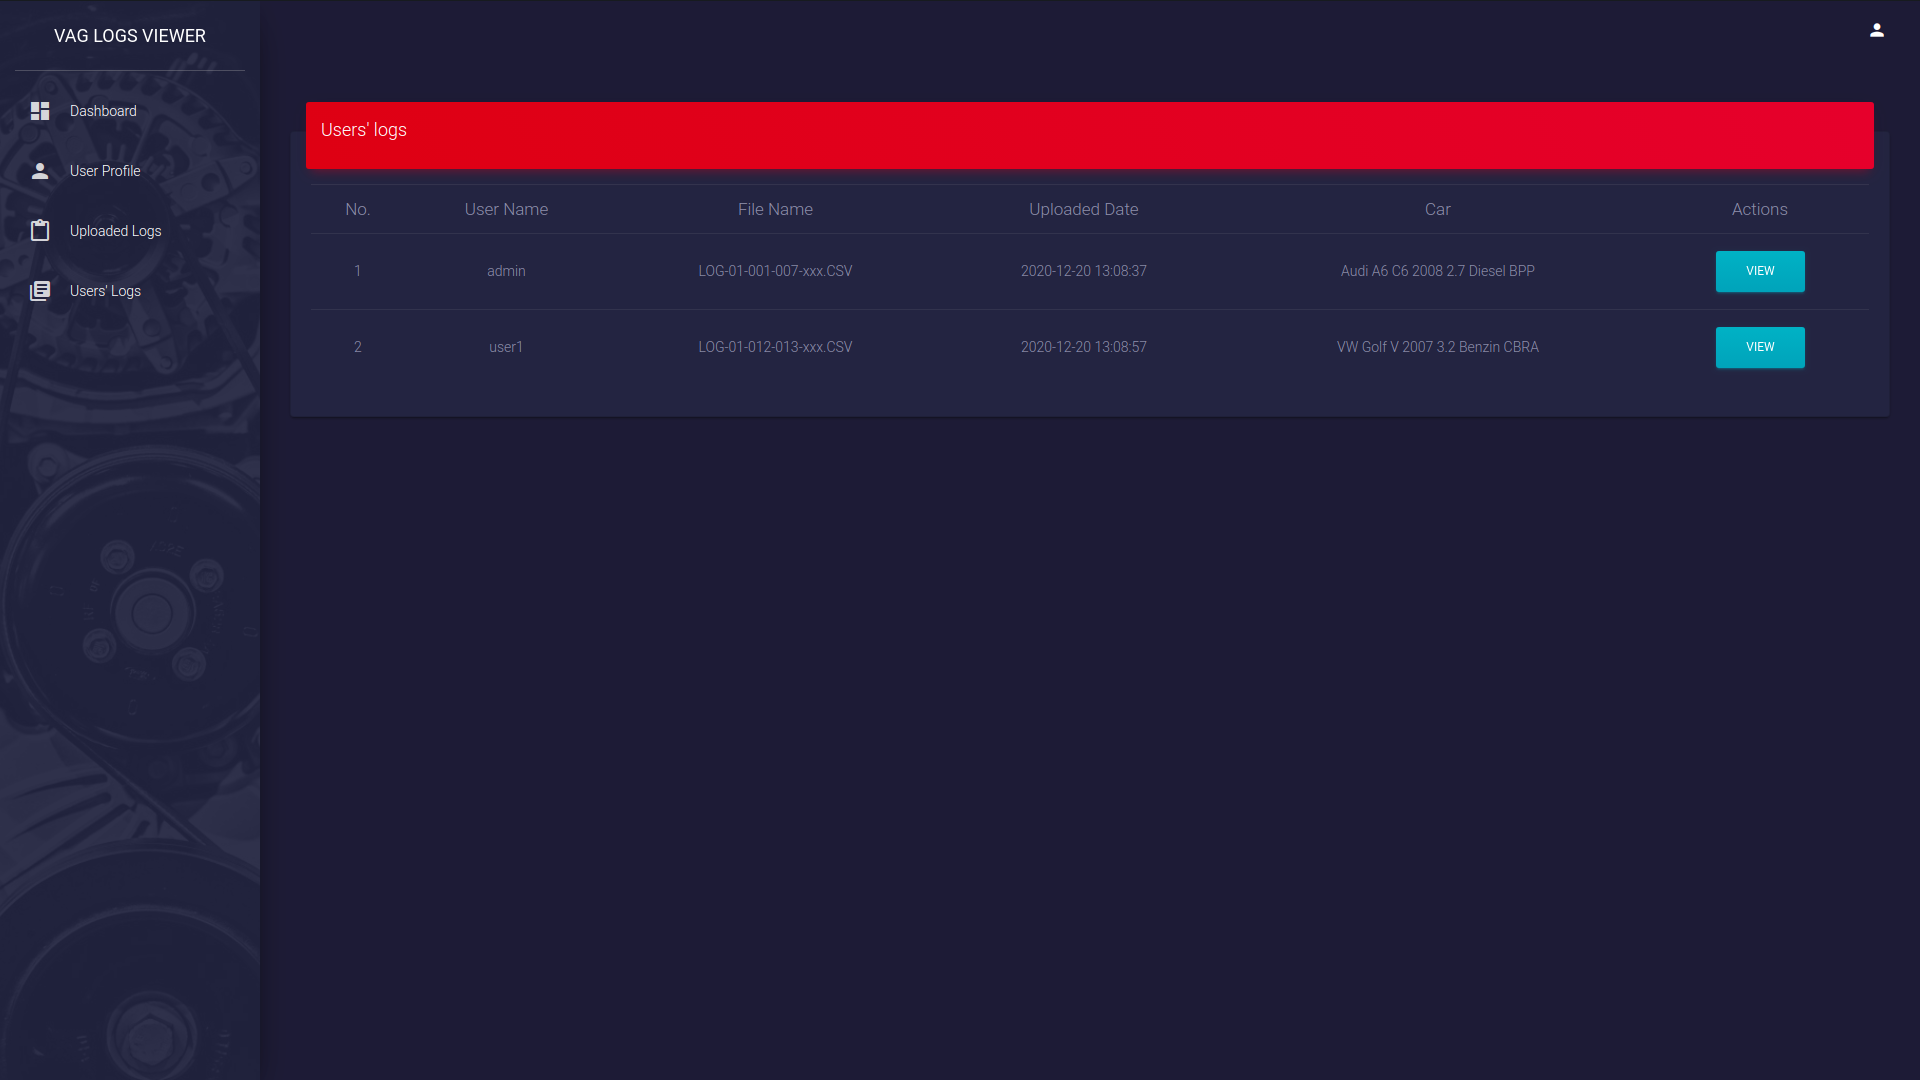 VAG LOGS VIEWER
Dashboard
User Profile
Uploaded Logs
Users' Logs
Users' logs
No. User Name File Name Uploaded Date Car Actions
1 admin LOG-01-001-007-xxx.CSV 2020-12-20 13:08:37 Audi A6 C6 2008 2.7 Diesel BPP VIEW
2 user1 LOG-01-012-013-xxx.CSV 2020-12-20 13:08:57 VW Golf V 2007 3.2 Benzin CBRA VIEW